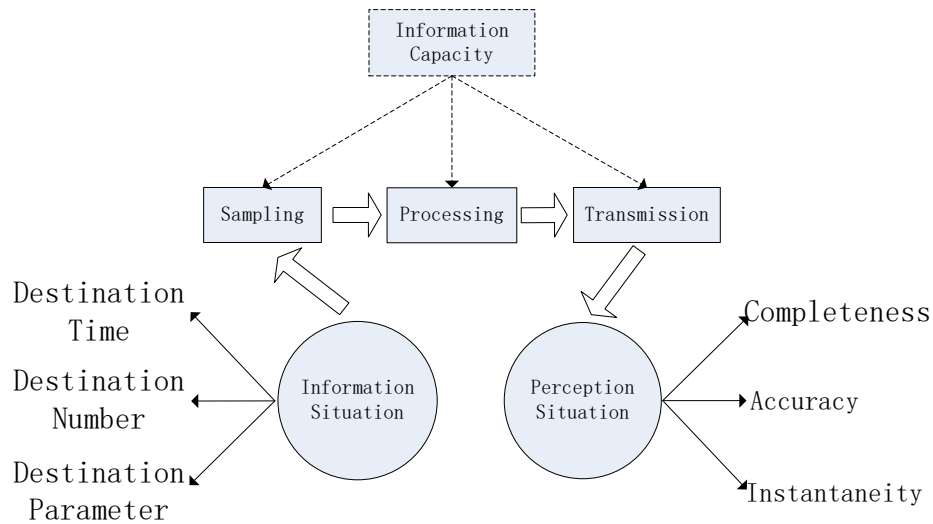 Information
Capacity
Sampling
Processing
Transmission
Destination
Time
Destination
Number
Destination
Parameter
Information
Situation
Perception
Situation
Completeness
Accuracy
Instantaneity